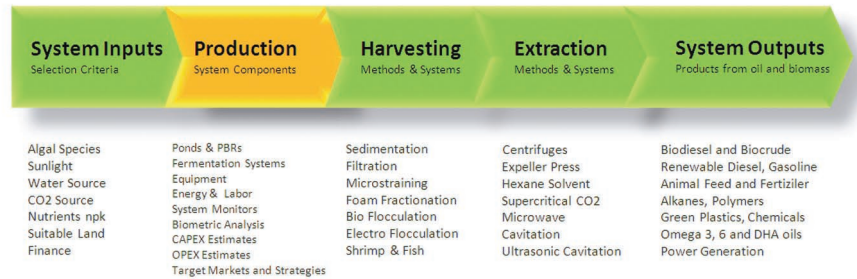 System Inputs
Selection Criteria
Production
System Components
Harvesting
Methods & Systems
Extraction
Methods & Systems
System Outputs
Products from oil and biomass
Algal Species
Sunlight
Water Source
CO2 Source
Nutrients npk
Suitable Land
Finance
Ponds & PBRs
Fermentation Systems
Equipment
Energy & Labor
System Monitors
Biometric Analysis
CAPEX Estimates
OPEX Estimates
Target Markets and Strategies
Sedimentation
Filtration
Microstraining
Foam Fractionation
Bio Flocculation
Electro Flocculation
Shrimp & Fish
Centrifuges
Expeller Press
Hexane Solvent
Supercritical CO2
Microwave
Cavitation
Ultrasonic Cavitation
Biodiesel and Biocrude
Renewable Diesel, Gasoline
Animal Feed and Fertiziler
Alkanes, Polymers
Green Plastics, Chemicals
Omega 3, 6 and DHA oils
Power Generation